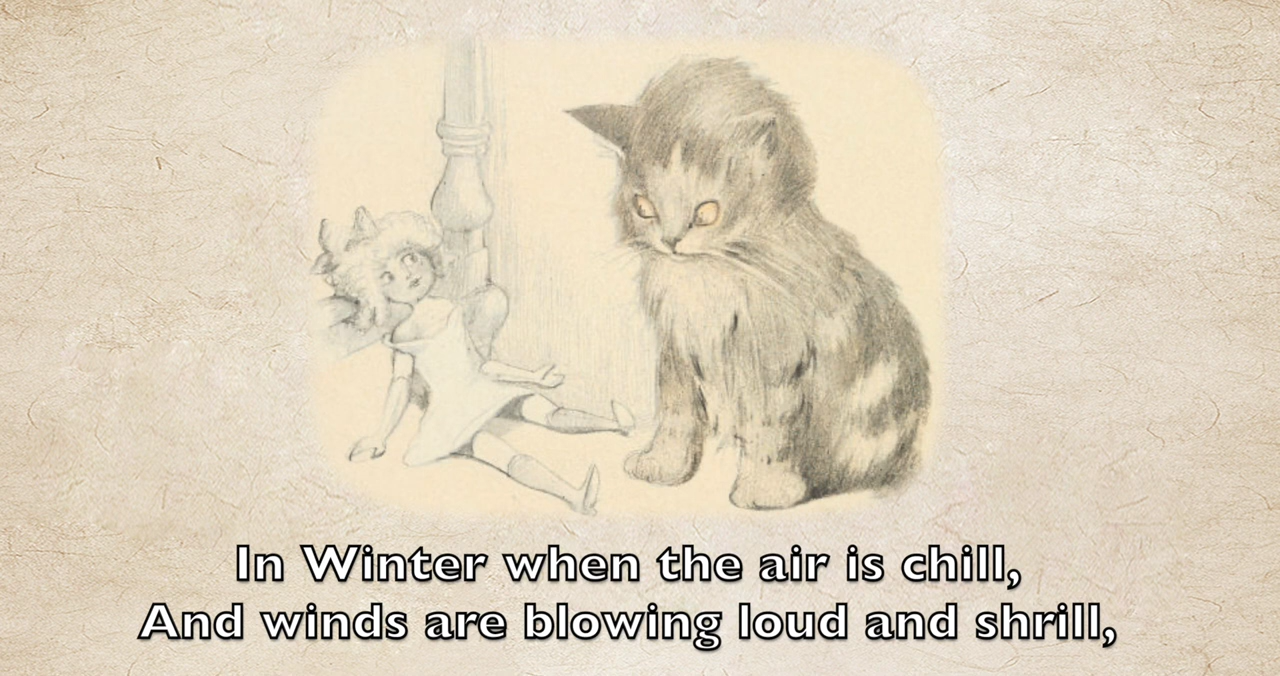 In Winter when the air is chill,
And winds are blowing loud and shrill,